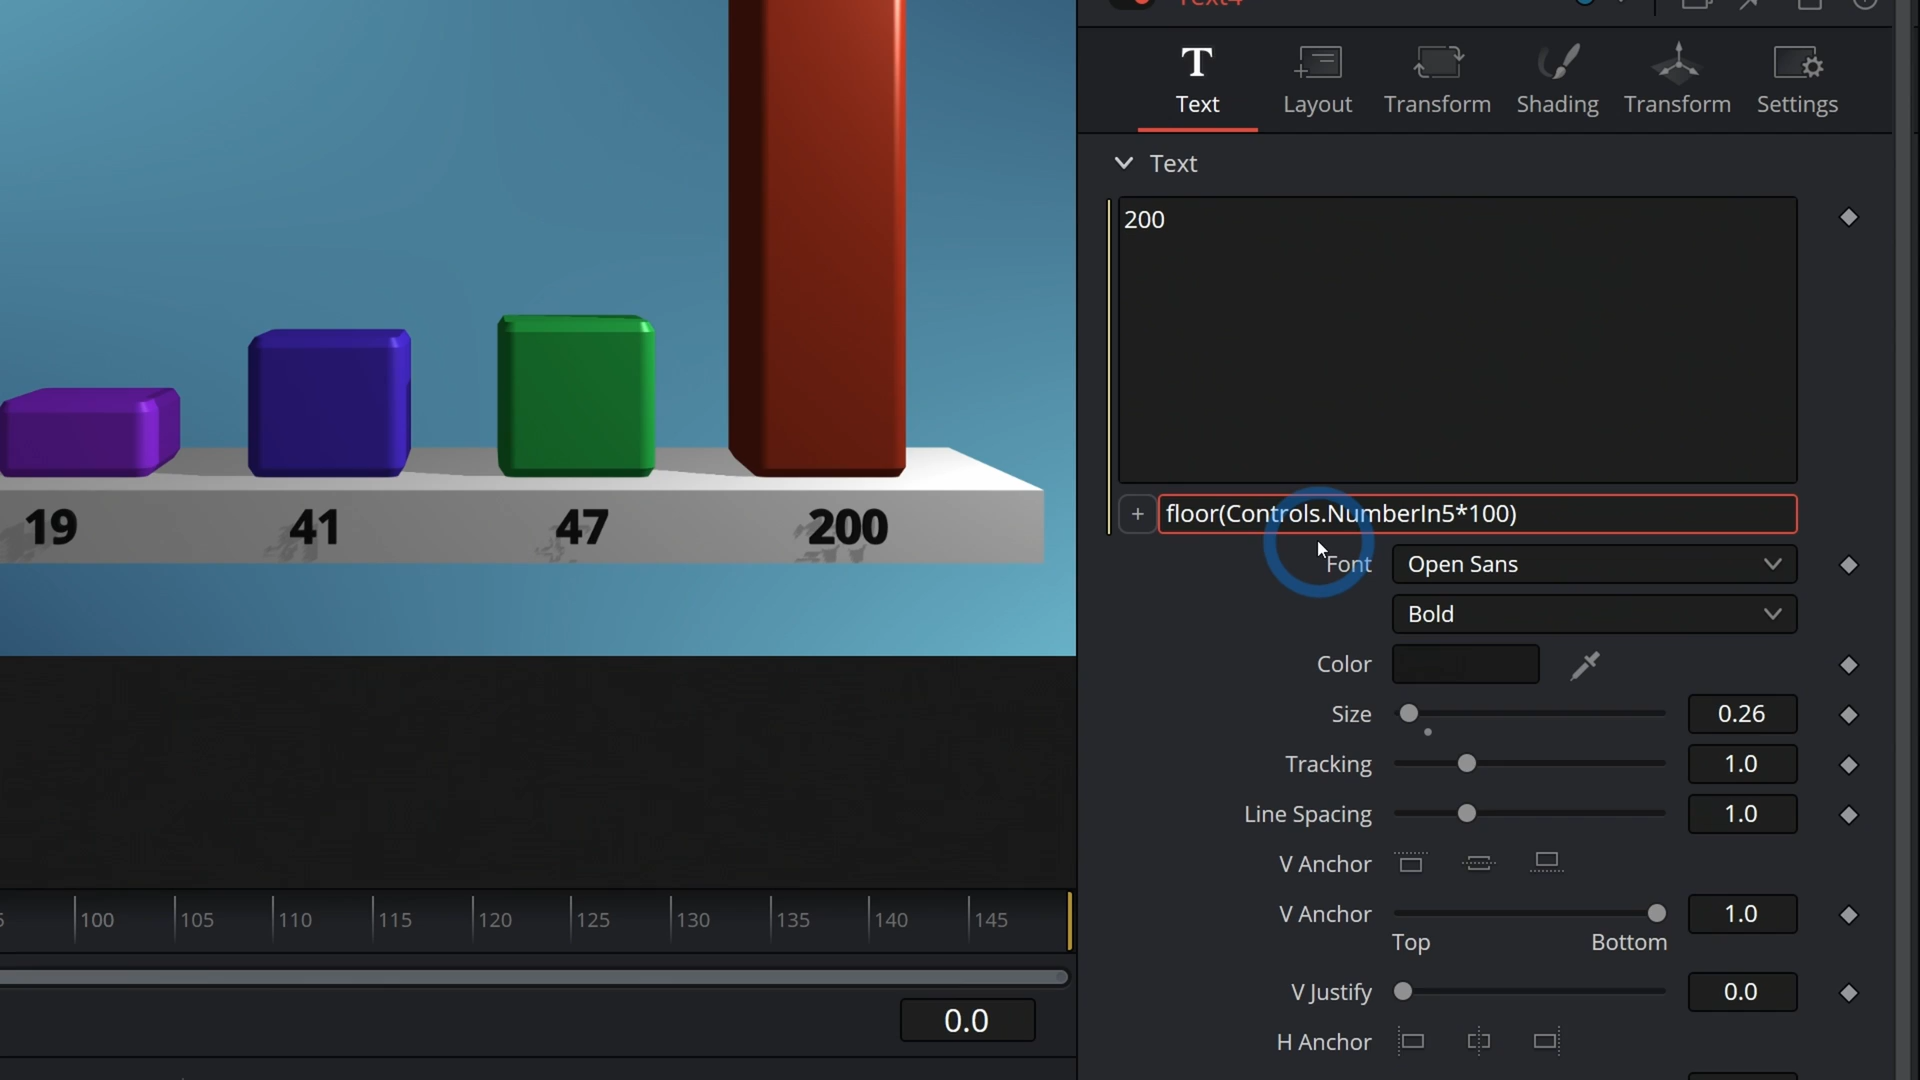 Text4
Text
Layout
Transform
Shading
Transform
Settings
Text
200
+ floor(Controls.NumberIn5*100)
Font
Open Sans
Bold
Color
Size
0.26
Tracking
1.0
Line Spacing
1.0
V Anchor
V Anchor
1.0
Top
Bottom
V Justify
0.0
H Anchor
19
41
47
200
100
105
110
115
120
125
130
135
140
145
0.0